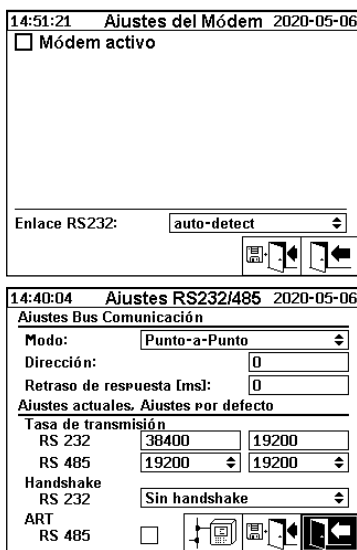 14:51:21 Ajustes del Módem 2020-05-06
Módem activo
Enlace RS232: auto-detect
14:40:04 Ajustes RS232/485 2020-05-06
Ajustes Bus Comunicación
Modo: Punto-a-Punto
Dirección: 0
Retraso de respuesta [ms]: 0
Ajustes actuales, Ajustes por defecto
Tasa de transmisión
RS 232 38400 19200
RS 485 19200 19200
Handshake
RS 232 Sin handshake
ART
RS 485